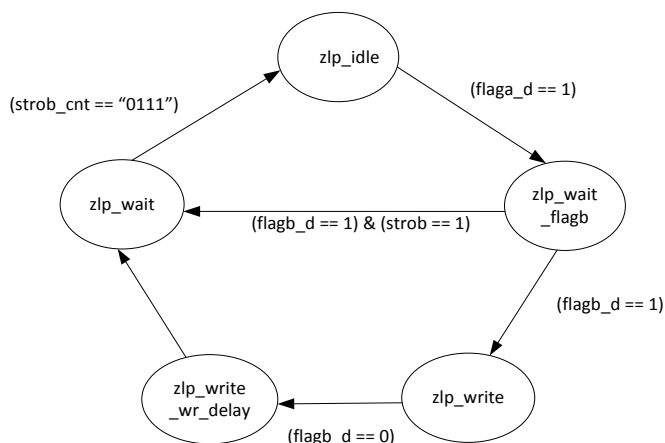 zlp_idle
(flaga_d == 1)
(strob_cnt == “0111”)
zlp_wait
zlp_wait
_flagb
(flagb_d == 1) & (strob == 1)
(flagb_d == 1)
zlp_write
_wr_delay
zlp_write
(flagb_d == 0)